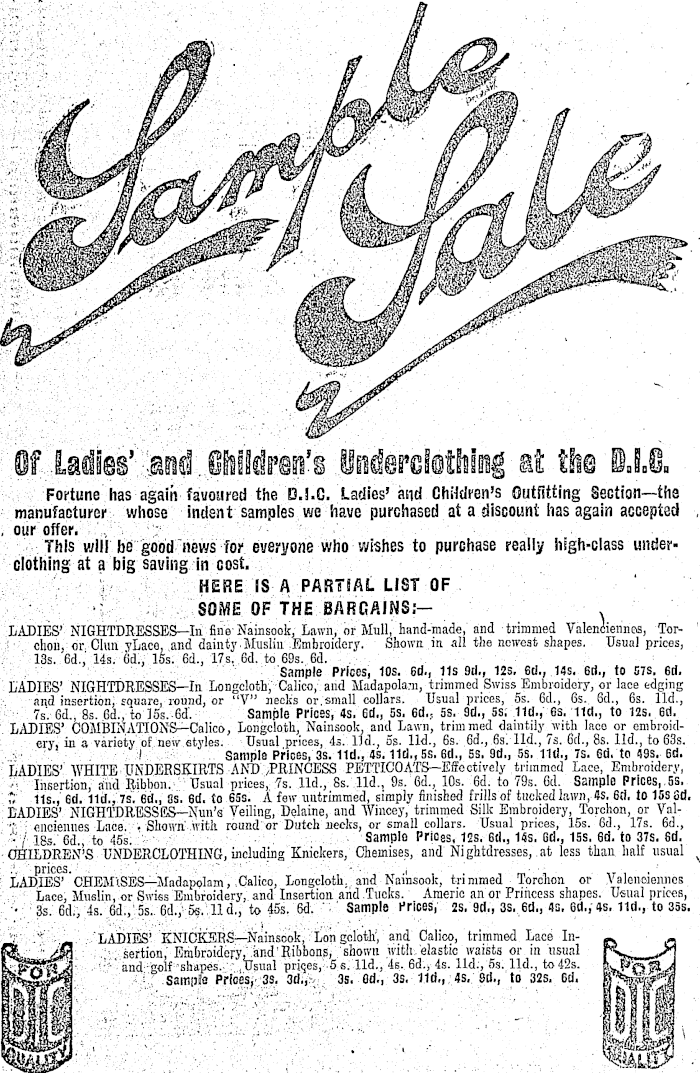 Sample
Sale
Of Ladies' and Children's Underclothing at the D.I.C.
Fortune has again favoured the D.I.C. Ladies' and Children's Outfitting Section—the
manufacturer whose indent samples we have purchased at a discount has again accepted
our offer.
This will be good news for everyone who wishes to purchase really high-class under-
clothing at a big saving in cost.
HERE IS A PARTIAL LIST OF
SOME OF THE BARGAINS:—
LADIES' NIGHTDRESSES—In fine Nainsook, Lawn, or Mull, hand-made, and trimmed Valenciennes, Tor-
chon, or Clun yLace, and dainty Muslin Embroidery. Shown in all the newest shapes. Usual prices,
13s. 6d., 14s. 6d., 15s. 6d., 17s. 6d. to 69s. 6d.
Sample Prices, 10s. 6d., 11s 9d., 12s. 6d., 14s. 6d., to 57s. 6d.
LADIES' NIGHTDRESSES—In Longcloth, Calico, and Madapolam, trimmed Swiss Embroidery, or lace edging
and insertion, square, round, or "V" necks or small collars. Usual prices, 5s. 6d., 6s. 6d., 6s. 11d.,
7s. 6d., 8s. 6d., to 15s. 6d. Sample Prices, 4s. 6d., 5s. 6d., 5s. 9d., 5s. 11d., 6s. 11d., to 12s. 6d.
LADIES' COMBINATIONS—Calico, Longcloth, Nainsook, and Lawn, trimmed daintily with lace or embroid-
ery, in a variety of new styles. Usual prices, 4s. 11d., 5s. 11d., 6s. 6d., 6s. 11d., 7s. 6d., 8s. 11d., to 63s.
Sample Prices, 3s. 11d., 4s. 11d., 5s. 6d., 5s. 9d., 5s. 11d., 7s. 6d. to 49s. 6d.
LADIES' WHITE UNDERSKIRTS AND PRINCESS PETTICOATS—Effectively trimmed Lace, Embroidery,
Insertion, and Ribbon. Usual prices, 7s. 11d., 8s. 11d., 9s. 6d., 10s. 6d. to 79s. 6d. Sample Prices, 5s.
11s., 6d. 11d., 7s. 6d., 8s. 6d. to 65s. A few untrimmed, simply finished frills of tucked lawn, 4s. 6d. to 15s 6d.
LADIES' NIGHTDRESSES—Nun's Veiling, Delaine, and Wincey, trimmed Silk Embroidery, Torchon, or Val-
enciennes Lace. Shown with round or Dutch necks, or small collars. Usual prices, 15s. 6d., 17s. 6d.,
18s. 6d., to 45s. Sample Prices, 12s. 6d., 14s. 6d., 15s. 6d. to 37s. 6d.
CHILDREN'S UNDERCLOTHING, including Knickers, Chemises, and Nightdresses, at less than half usual
prices.
LADIES' CHEMISES—Madapolam, Calico, Longcloth, and Nainsook, trimmed Torchon or Valenciennes
Lace, Muslin, or Swiss Embroidery, and Insertion and Tucks. Americ an or Princess shapes. Usual prices,
3s. 6d., 4s. 6d., 5s. 6d., 5s. 11d., to 45s. 6d. Sample Prices, 2s. 9d., 3s. 6d., 4s. 6d., 4s. 11d., to 35s.
LADIES' KNICKERS—Nainsook, Lon gcloth, and Calico, trimmed Lace In-
sertion, Embroidery, and Ribbons, shown with elastic waists or in usual
and golf shapes. Usual prices, 5 s. 11d., 4s. 6d., 4s. 11d., 5s. 11d., to 42s.
Sample Prices, 3s. 3d., 3s. 6d., 3s. 11d., 4s. 9d., to 32s. 6d.
FOR
DIC
QUALITY
FOR
DIC
QUALITY